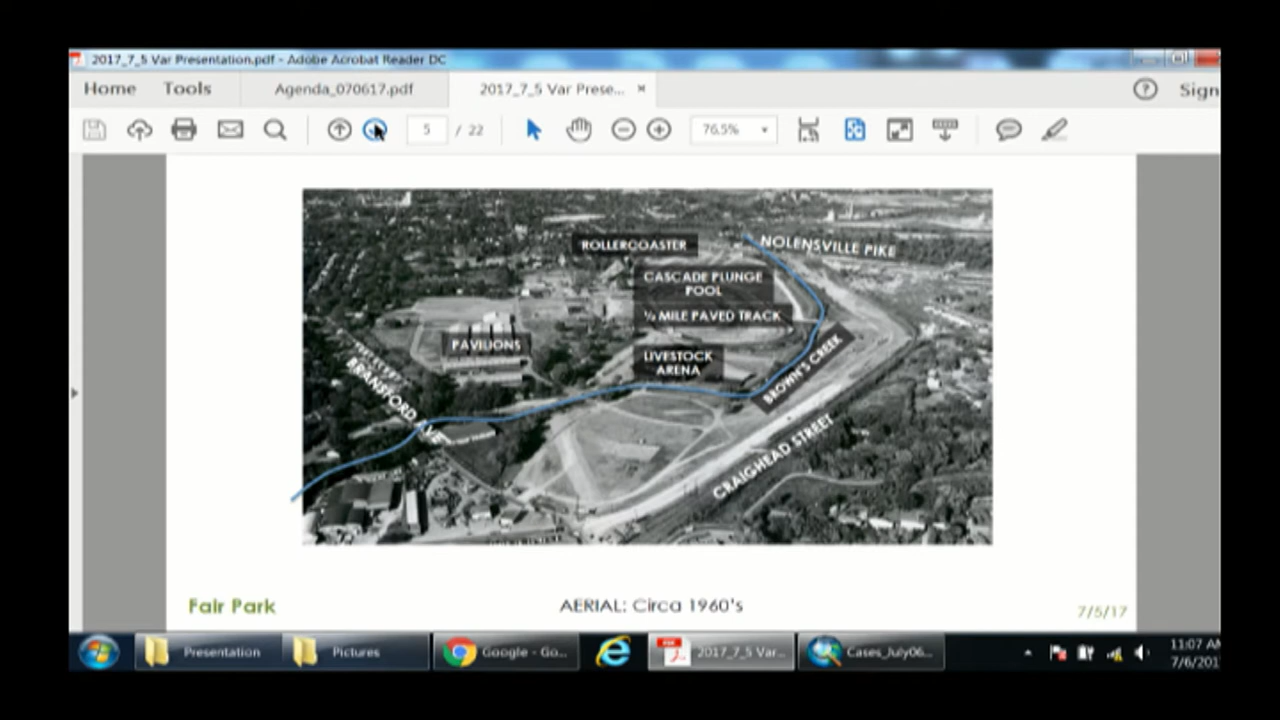 2017_7_5 Var Presentation.pdf - Adobe Acrobat Reader DC
Home
Tools
Agenda_070617.pdf
2017_7_5 Var Prese...
Sign
5
/ 22
76.5%
ROLLERCOASTER
NOLENSVILLE PIKE
CASCADE PLUNGE
POOL
½ MILE PAVED TRACK
PAVILIONS
LIVESTOCK
ARENA
BROWN'S CREEK
BRANSFORD AVE
CRAIGHEAD STREET
Fair Park
AERIAL: Circa 1960's
7/5/17
Presentation
Pictures
Google - Go...
2017_7_5 Var...
Cases_July06...
11:07 AM
7/6/201